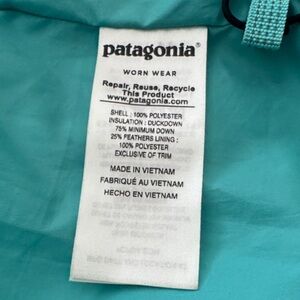 patagonia®
WORN WEAR
Repair, Reuse, Recycle
This Product
www.patagonia.com
SHELL : 100% POLYESTER
INSULATION : DUCKDOWN
75% MINIMUM DOWN
25% FEATHERS LINING :
100% POLYESTER
EXCLUSIVE OF TRIM
MADE IN VIETNAM
FABRIQUÉ AU VIETNAM
HECHO EN VIETNAM